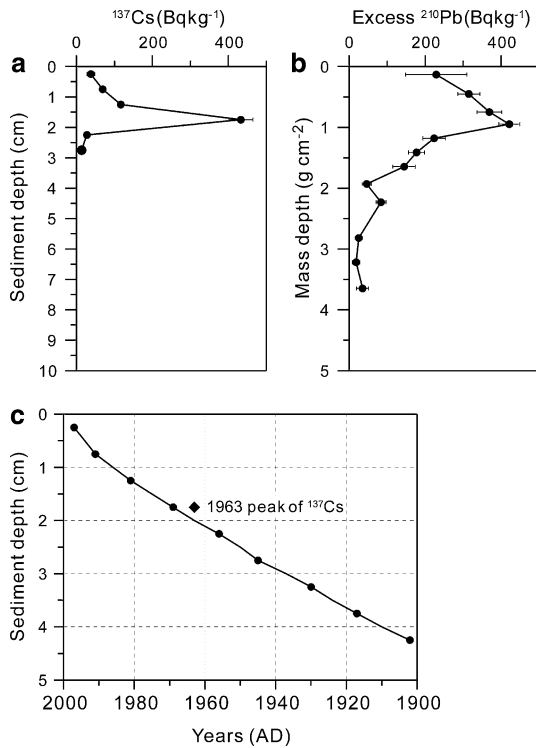 ¹³⁷Cs(Bqkg⁻¹)
0 200 400
a
Sediment depth (cm)
0
1
2
3
4
5
6
7
8
9
10
Excess ²¹⁰Pb(Bqkg⁻¹)
0 200 400
b
Mass depth (g cm⁻²)
0
1
2
3
4
5
c
Sediment depth (cm)
0
1
2
3
4
5
1963 peak of ¹³⁷Cs
2000 1980 1960 1940 1920 1900
Years (AD)